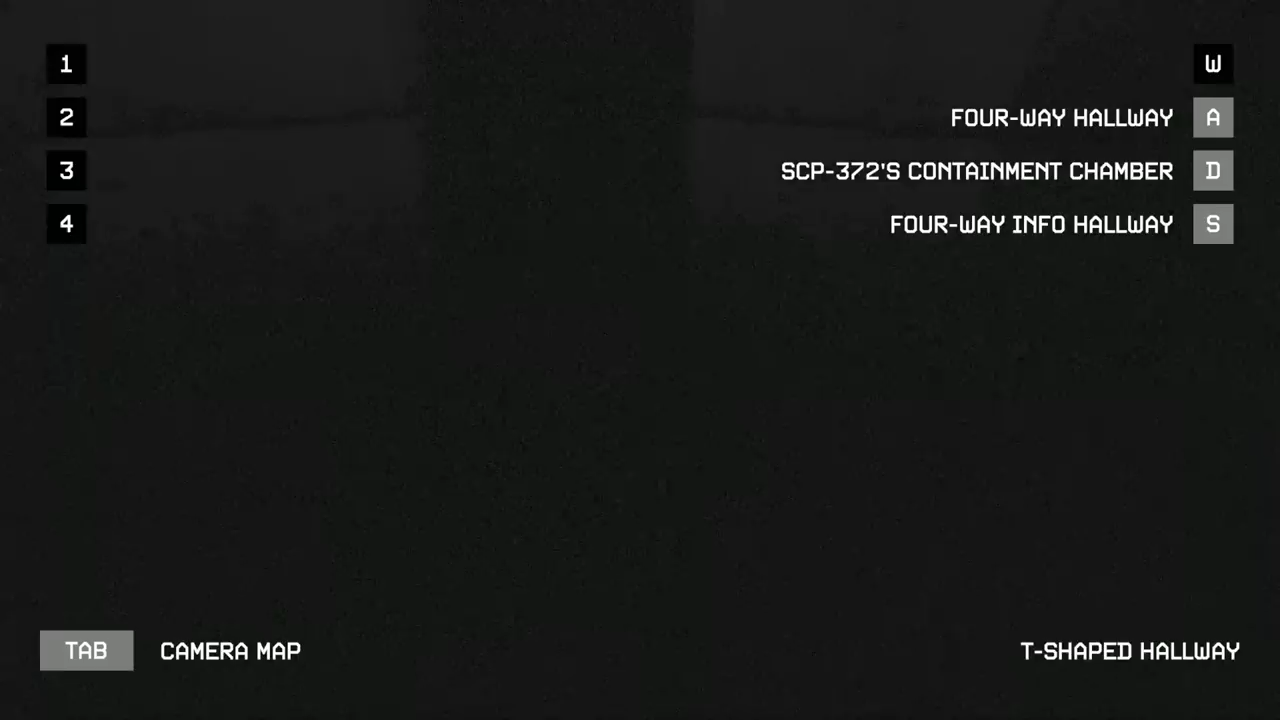 1
W
2
FOUR-WAY HALLWAY A
3
SCP-372'S CONTAINMENT CHAMBER D
4
FOUR-WAY INFO HALLWAY S
TAB CAMERA MAP
T-SHAPED HALLWAY